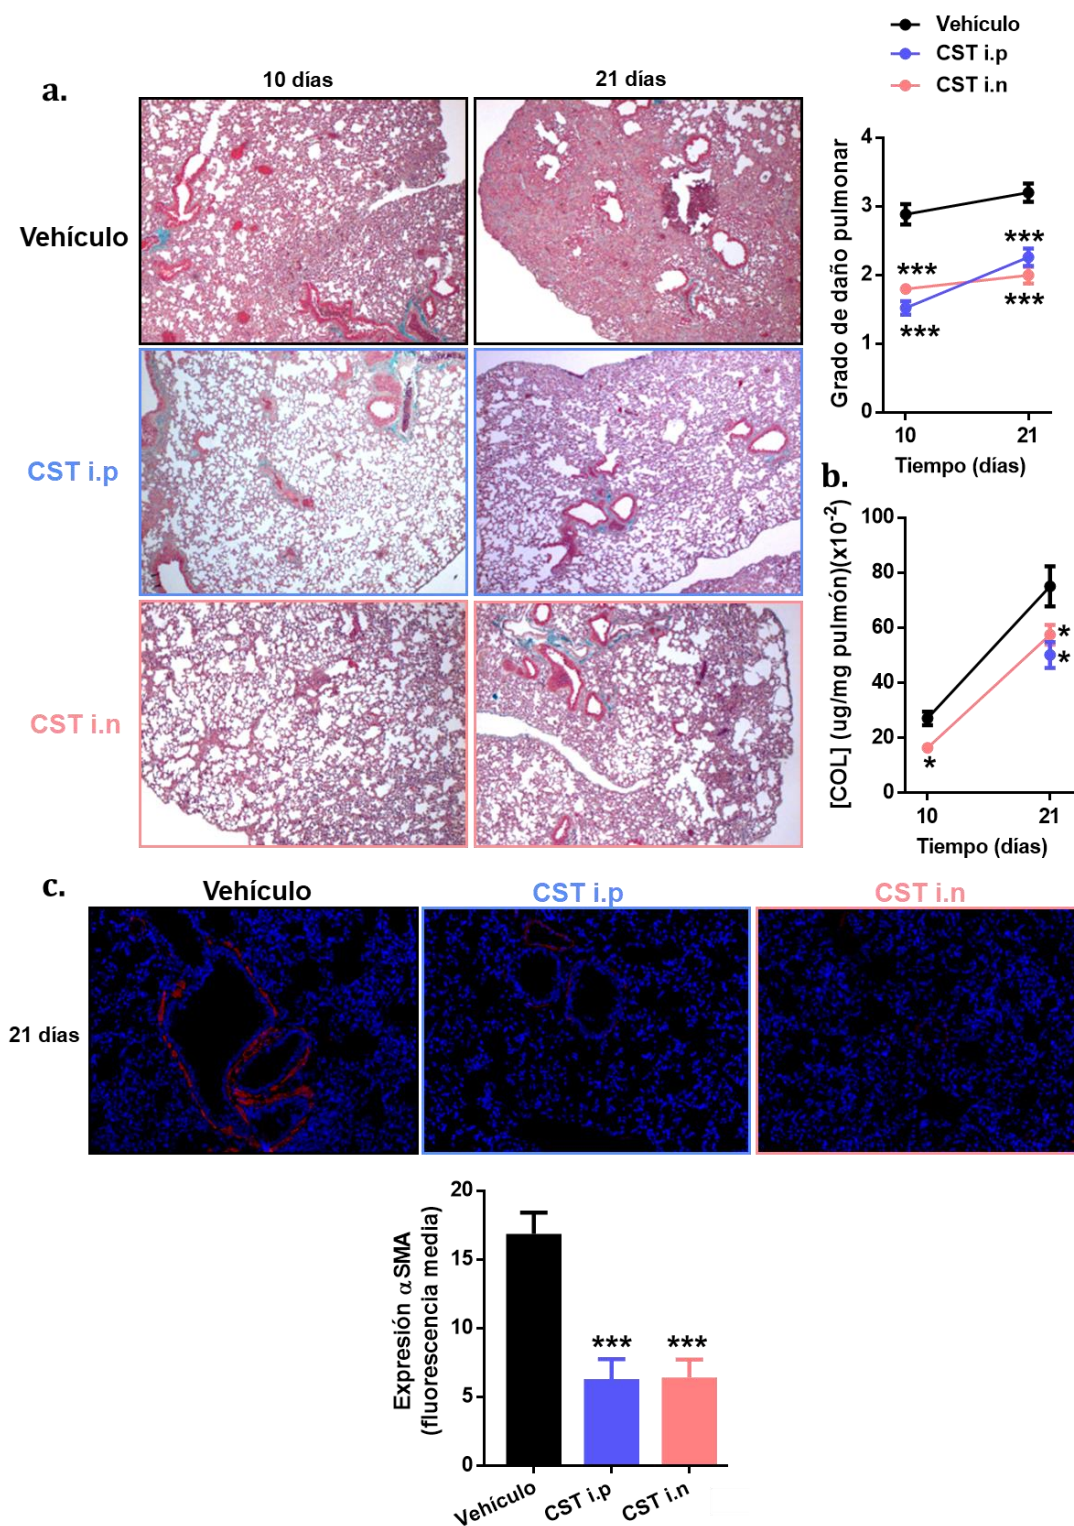 Vehículo
CST i.p
CST i.n
a.
10 días
21 días
Vehículo
CST i.p
CST i.n
Grado de daño pulmonar
4
3
2
1
0
***
***
***
***
10
21
Tiempo (días)
b.
[COL] (ug/mg pulmón)(x10-2)
100
80
60
40
20
0
*
*
*
10
21
Tiempo (días)
c.
Vehículo
CST i.p
CST i.n
21 días
Expresión αSMA
(fluorescencia media)
20
15
10
5
0
***
***
Vehículo
CST i.p
CST i.n